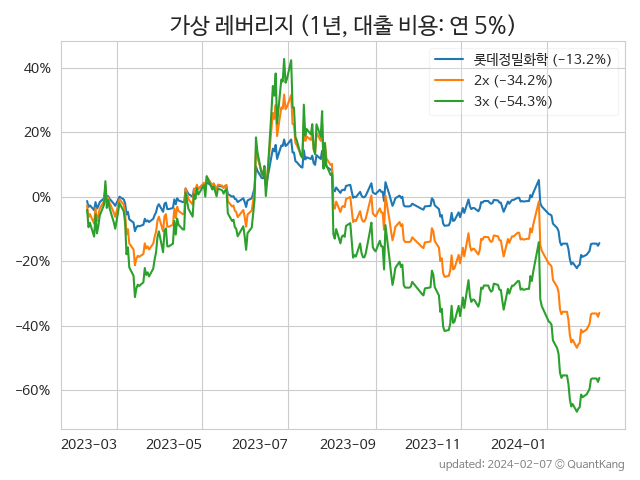 가상 레버리지 (1년, 대출 비용: 연 5%)
롯데정밀화학 (−13.2%)
2x (−34.2%)
3x (−54.3%)
40%
20%
0%
−20%
−40%
−60%
2023-03 2023-05 2023-07 2023-09 2023-11 2024-01
updated: 2024-02-07 © QuantKang